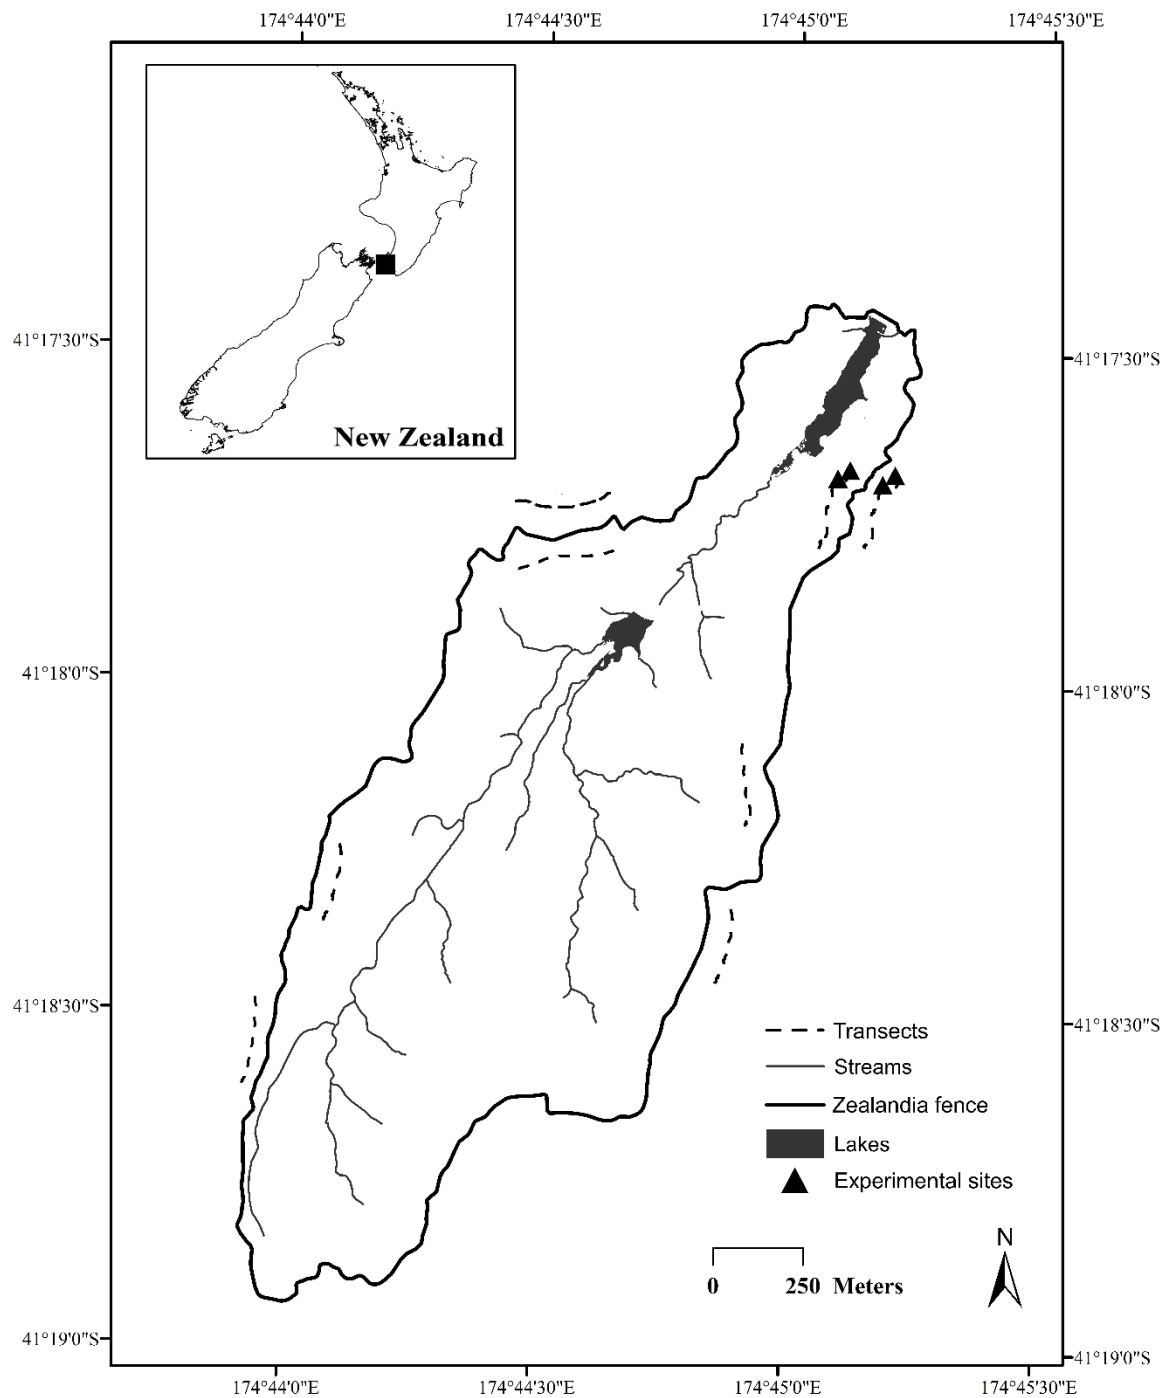 174°44'0"E 174°44'30"E 174°45'0"E 174°45'30"E
New Zealand
41°17'30"S 41°17'30"S
41°18'0"S 41°18'0"S
41°18'30"S 41°18'30"S
Transects
Streams
Zealandia fence
Lakes
Experimental sites
N
0 250 Meters
41°19'0"S 41°19'0"S
174°44'0"E 174°44'30"E 174°45'0"E 174°45'30"E